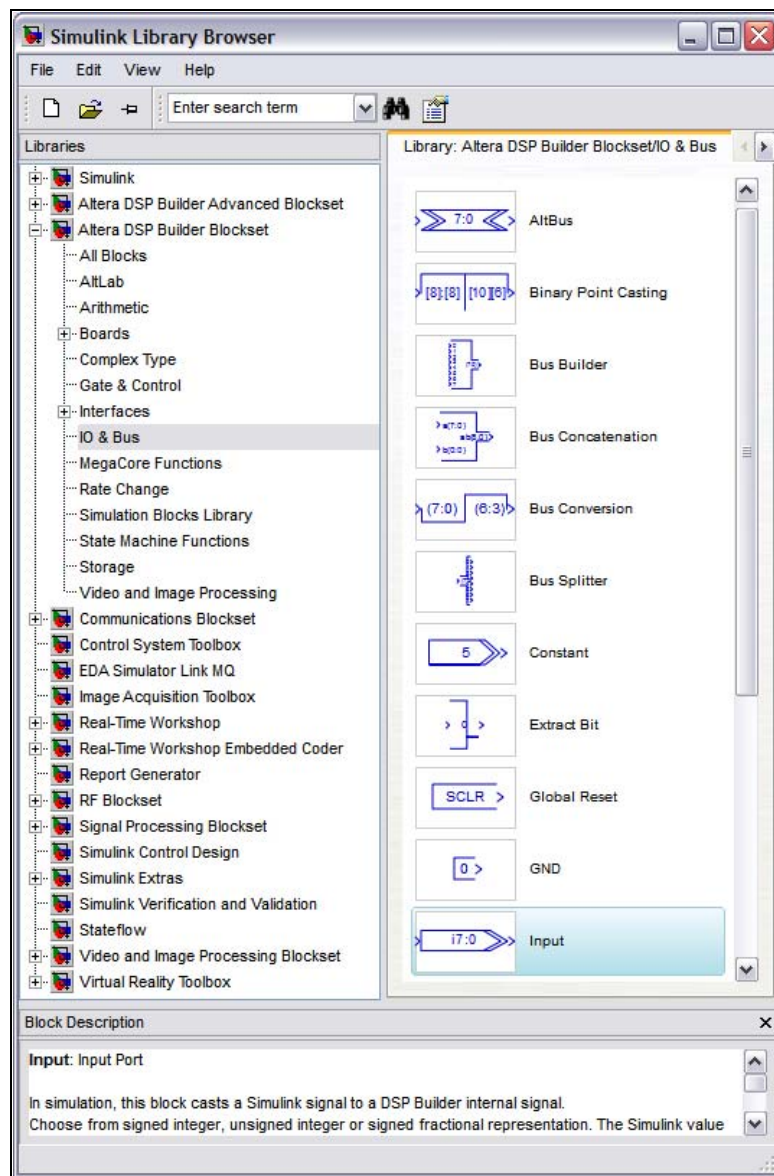 Simulink Library Browser
File Edit View Help
Enter search term
Libraries
Simulink
Altera DSP Builder Advanced Blockset
Altera DSP Builder Blockset
All Blocks
AltLab
Arithmetic
Boards
Complex Type
Gate & Control
Interfaces
IO & Bus
MegaCore Functions
Rate Change
Simulation Blocks Library
State Machine Functions
Storage
Video and Image Processing
Communications Blockset
Control System Toolbox
EDA Simulator Link MQ
Image Acquisition Toolbox
Real-Time Workshop
Real-Time Workshop Embedded Coder
Report Generator
RF Blockset
Signal Processing Blockset
Simulink Control Design
Simulink Extras
Simulink Verification and Validation
Stateflow
Video and Image Processing Blockset
Virtual Reality Toolbox
Library: Altera DSP Builder Blockset/IO & Bus
7:0 AltBus
[8]:[8] [10][6] Binary Point Casting
Bus Builder
a(7:0)
b(0:0)
Bus Concatenation
(7:0) (6:3) Bus Conversion
Bus Splitter
5 Constant
0 Extract Bit
SCLR Global Reset
0 GND
i7:0 Input
Block Description
Input: Input Port
In simulation, this block casts a Simulink signal to a DSP Builder internal signal.
Choose from signed integer, unsigned integer or signed fractional representation. The Simulink value